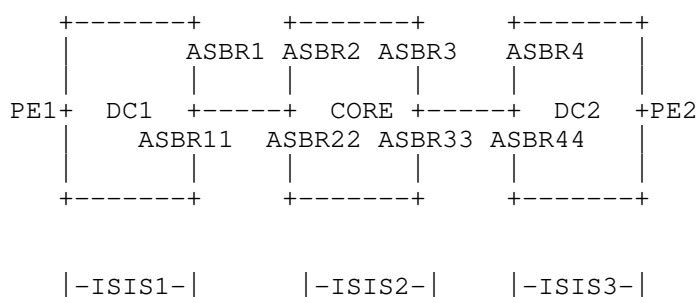 +-------+ +-------+ +-------+
| ASBR1 ASBR2 ASBR3 ASBR4 |
| | | | | |
PE1+ DC1 +-----+ CORE +-----+ DC2 +PE2
| ASBR11 ASBR22 ASBR33 ASBR44 |
| | | | | |
+-------+ +-------+ +-------+
|-ISIS1-| |-ISIS2-| |-ISIS3-|